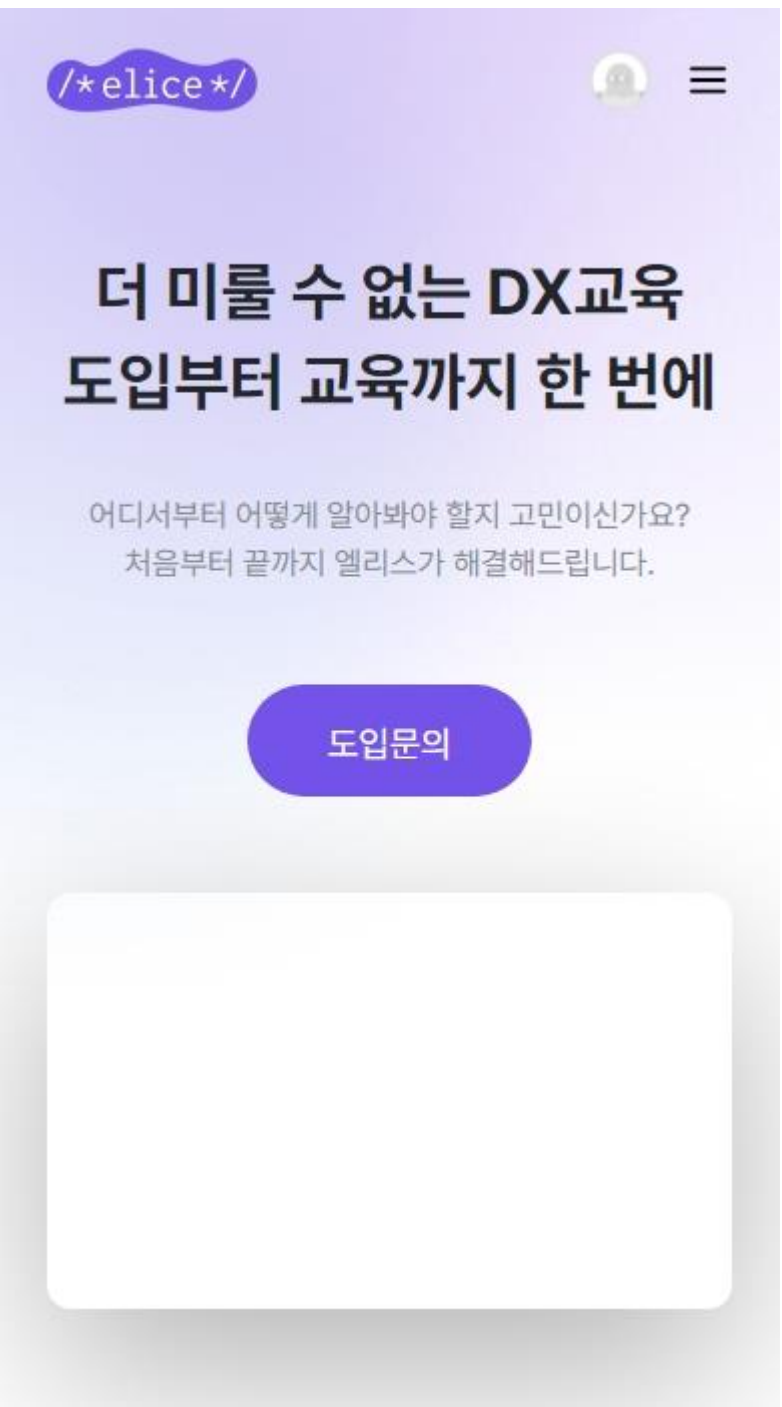 /*elice*/
더 미룰 수 없는 DX교육
도입부터 교육까지 한 번에
어디서부터 어떻게 알아봐야 할지 고민이신가요?
처음부터 끝까지 엘리스가 해결해드립니다.
도입문의